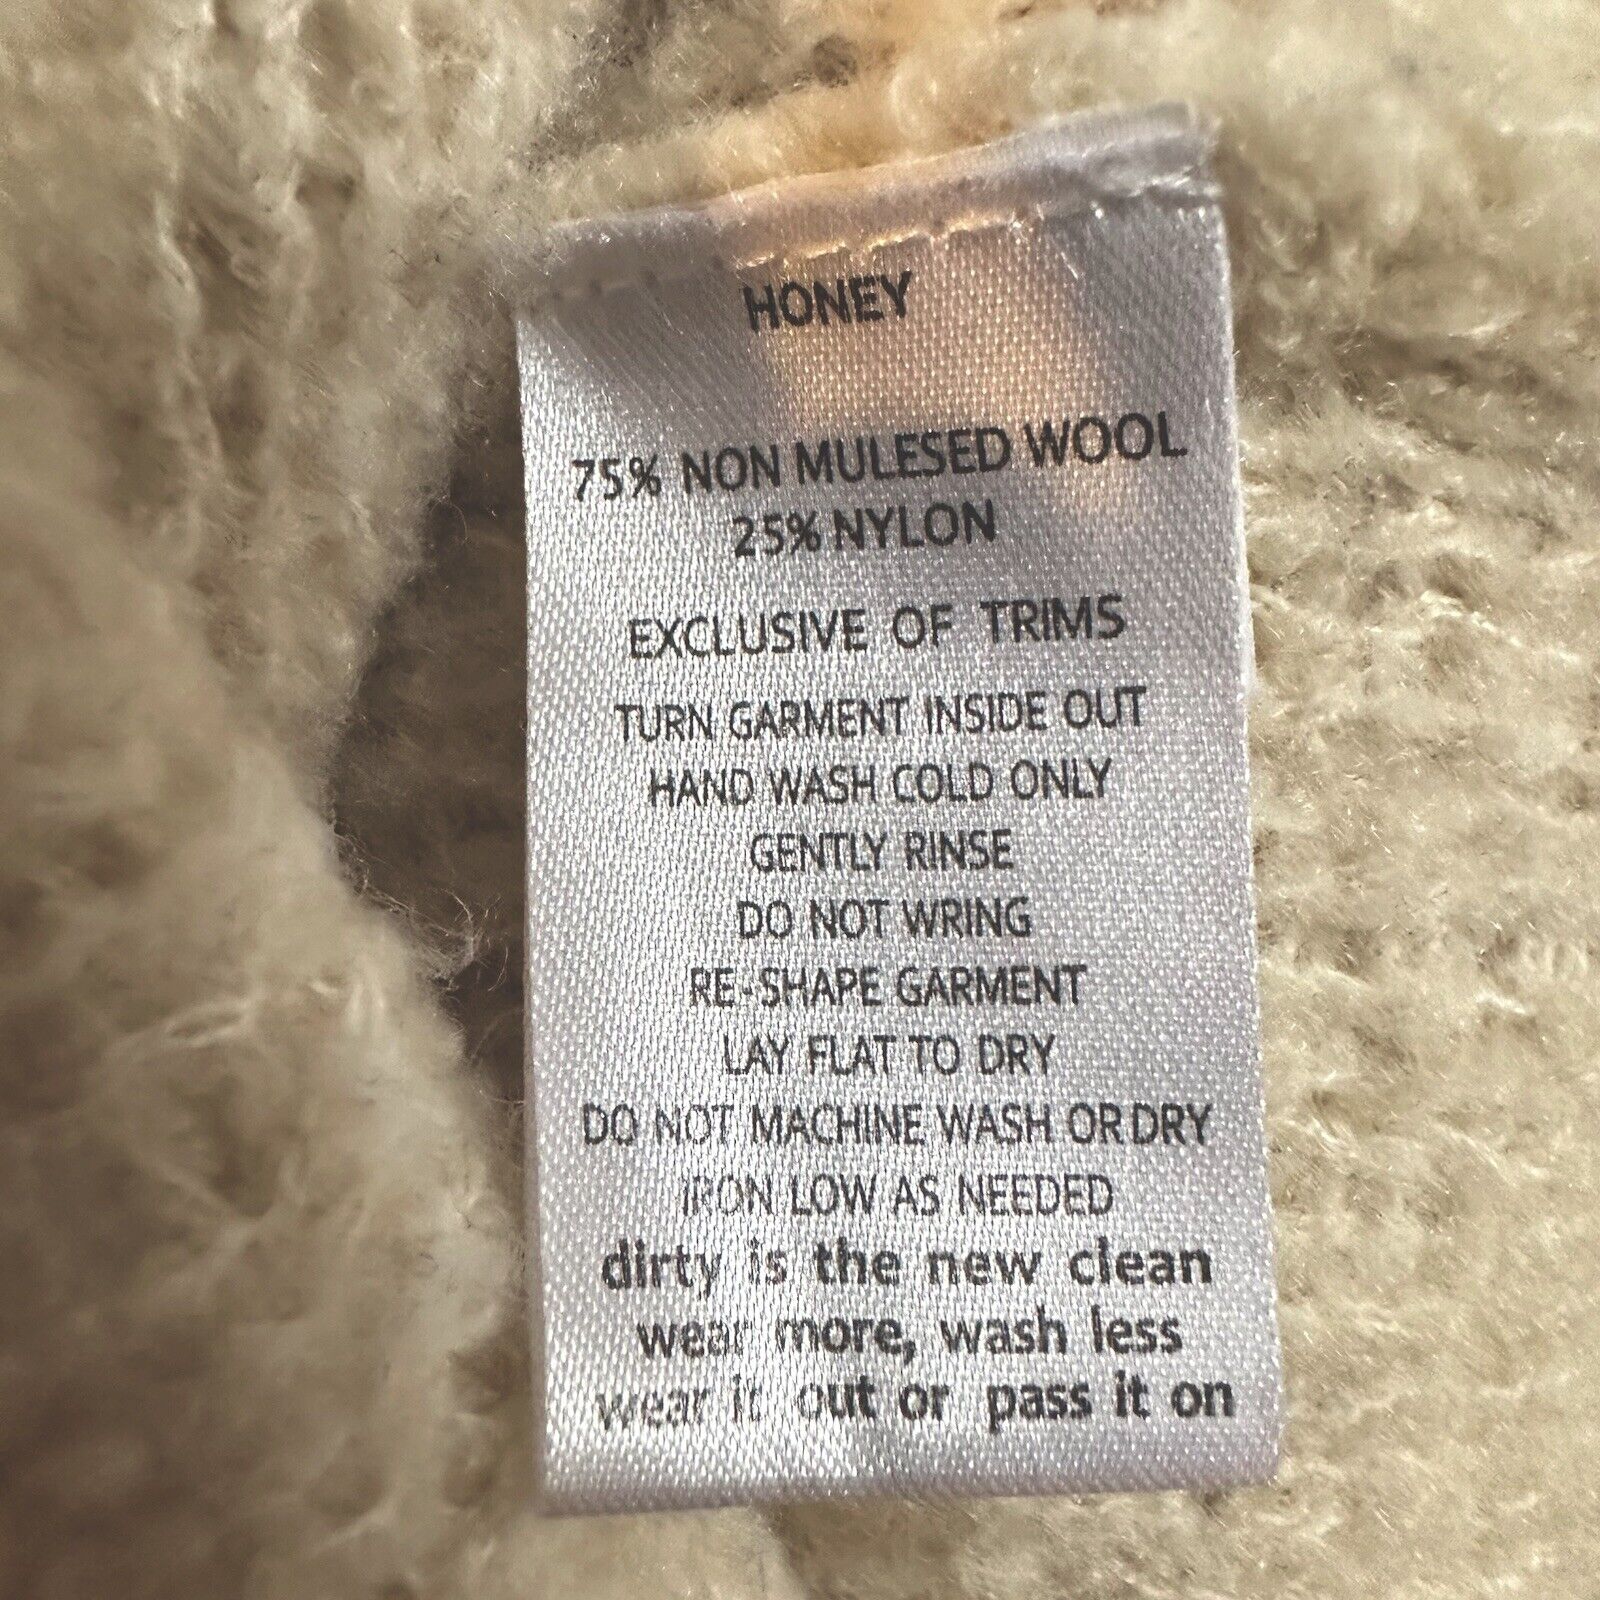 HONEY
75% NON MULESED WOOL
25% NYLON
EXCLUSIVE OF TRIMS
TURN GARMENT INSIDE OUT
HAND WASH COLD ONLY
GENTLY RINSE
DO NOT WRING
RE-SHAPE GARMENT
LAY FLAT TO DRY
DO NOT MACHINE WASH OR DRY
IRON LOW AS NEEDED
dirty is the new clean
wear more, wash less
wear it out or pass it on